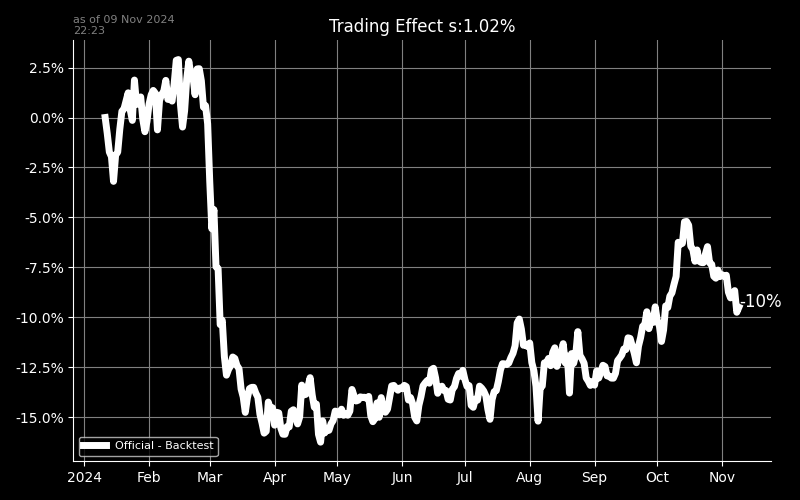 as of 09 Nov 2024
22:23
Trading Effect s:1.02%
2.5%
0.0%
-2.5%
-5.0%
-7.5%
-10.0%
-12.5%
-15.0%
-10%
Official - Backtest
2024 Feb Mar Apr May Jun Jul Aug Sep Oct Nov